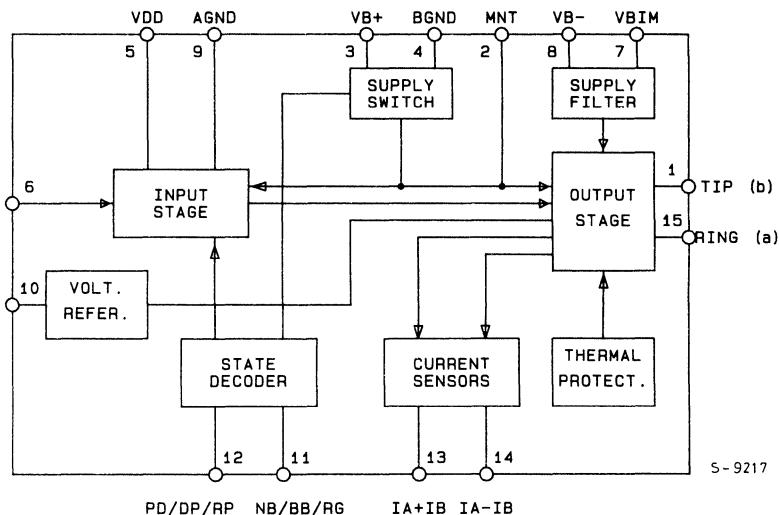 VDD AGND VB+ BGND MNT VB- VBIM
5 9 3 4 2 8 7
SUPPLY
SWITCH
SUPPLY
FILTER
6
INPUT
STAGE
OUTPUT
STAGE
1
TIP (b)
15
RING (a)
10
VOLT.
REFER.
STATE
DECODER
CURRENT
SENSORS
THERMAL
PROTECT.
12 11 13 14
S-9217
PD/DP/RP NB/BB/RG IA+IB IA-IB